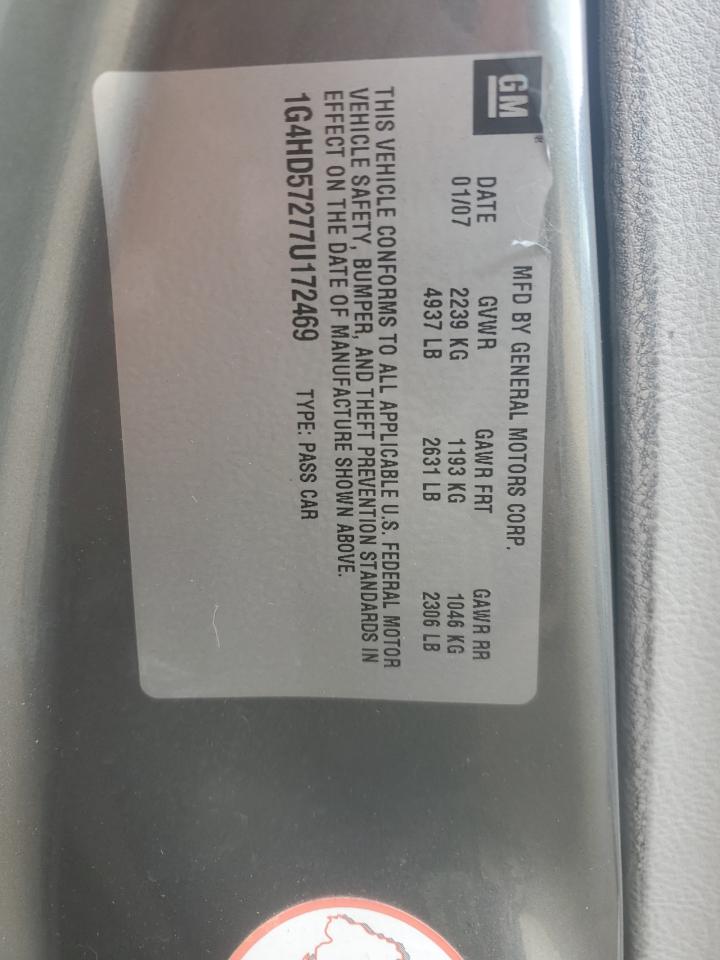 GM
MFD BY GENERAL MOTORS CORP.
DATE GVWR GAWR FRT GAWR RR
01/07 2239 KG 1193 KG 1046 KG
4937 LB 2631 LB 2306 LB
THIS VEHICLE CONFORMS TO ALL APPLICABLE U.S. FEDERAL MOTOR
VEHICLE SAFETY, BUMPER, AND THEFT PREVENTION STANDARDS IN
EFFECT ON THE DATE OF MANUFACTURE SHOWN ABOVE.
1G4HD57277U172469 TYPE: PASS CAR